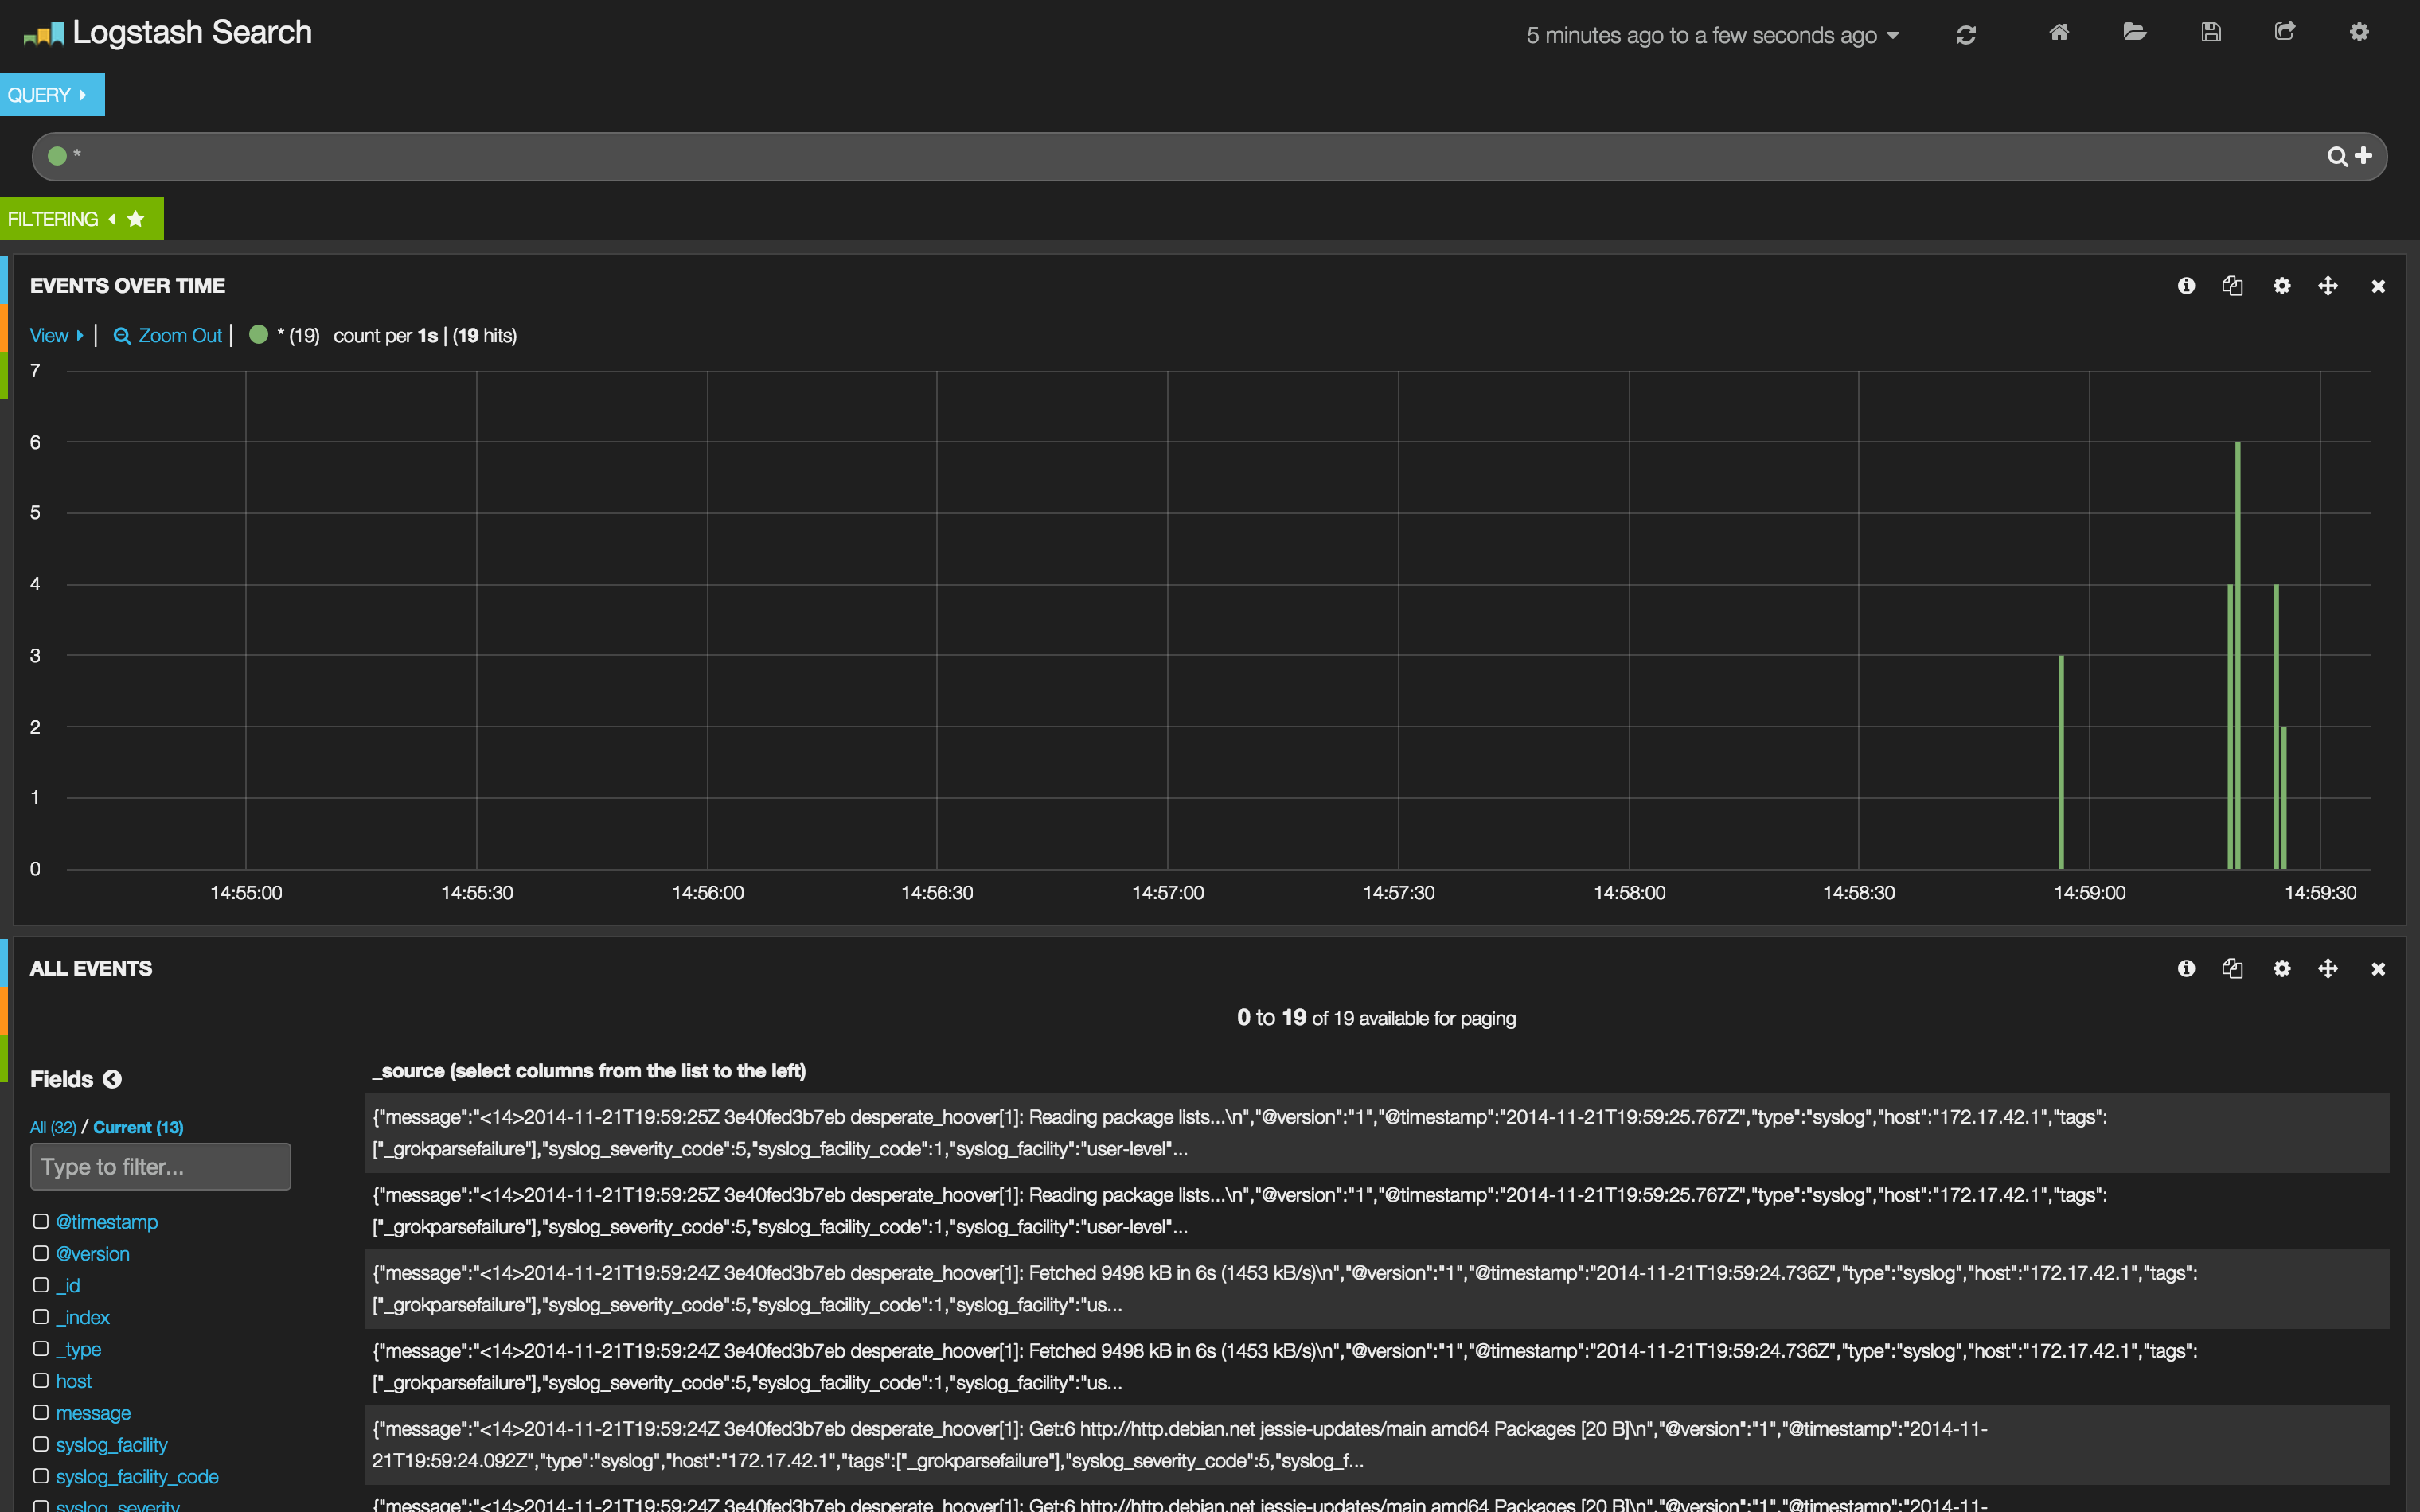 Logstash Search
5 minutes ago to a few seconds ago
QUERY
*
FILTERING
EVENTS OVER TIME
View | Zoom Out | * (19) count per 1s | (19 hits)
7
6
5
4
3
2
1
0
14:55:00 14:55:30 14:56:00 14:56:30 14:57:00 14:57:30 14:58:00 14:58:30 14:59:00 14:59:30
ALL EVENTS
0 to 19 of 19 available for paging
Fields
All (32) / Current (13)
Type to filter...
@timestamp
@version
_id
_index
_type
host
message
syslog_facility
syslog_facility_code
syslog_severity
_source (select columns from the list to the left)
{"message":"<14>2014-11-21T19:59:25Z 3e40fed3b7eb desperate_hoover[1]: Reading package lists...\n","@version":"1","@timestamp":"2014-11-21T19:59:25.767Z","type":"syslog","host":"172.17.42.1","tags":
["_grokparsefailure"],"syslog_severity_code":5,"syslog_facility_code":1,"syslog_facility":"user-level"...
{"message":"<14>2014-11-21T19:59:25Z 3e40fed3b7eb desperate_hoover[1]: Reading package lists...\n","@version":"1","@timestamp":"2014-11-21T19:59:25.767Z","type":"syslog","host":"172.17.42.1","tags":
["_grokparsefailure"],"syslog_severity_code":5,"syslog_facility_code":1,"syslog_facility":"user-level"...
{"message":"<14>2014-11-21T19:59:24Z 3e40fed3b7eb desperate_hoover[1]: Fetched 9498 kB in 6s (1453 kB/s)\n","@version":"1","@timestamp":"2014-11-21T19:59:24.736Z","type":"syslog","host":"172.17.42.1","tags":
["_grokparsefailure"],"syslog_severity_code":5,"syslog_facility_code":1,"syslog_facility":"us...
{"message":"<14>2014-11-21T19:59:24Z 3e40fed3b7eb desperate_hoover[1]: Fetched 9498 kB in 6s (1453 kB/s)\n","@version":"1","@timestamp":"2014-11-21T19:59:24.736Z","type":"syslog","host":"172.17.42.1","tags":
["_grokparsefailure"],"syslog_severity_code":5,"syslog_facility_code":1,"syslog_facility":"us...
{"message":"<14>2014-11-21T19:59:24Z 3e40fed3b7eb desperate_hoover[1]: Get:6 http://http.debian.net jessie-updates/main amd64 Packages [20 B]\n","@version":"1","@timestamp":"2014-11-
21T19:59:24.092Z","type":"syslog","host":"172.17.42.1","tags":["_grokparsefailure"],"syslog_severity_code":5,"syslog_f...
{"message":"<14>2014-11-21T19:59:24Z 3e40fed3b7eb desperate_hoover[1]: Get:6 http://http.debian.net jessie-updates/main amd64 Packages [20 B]\n","@version":"1","@timestamp":"2014-11-